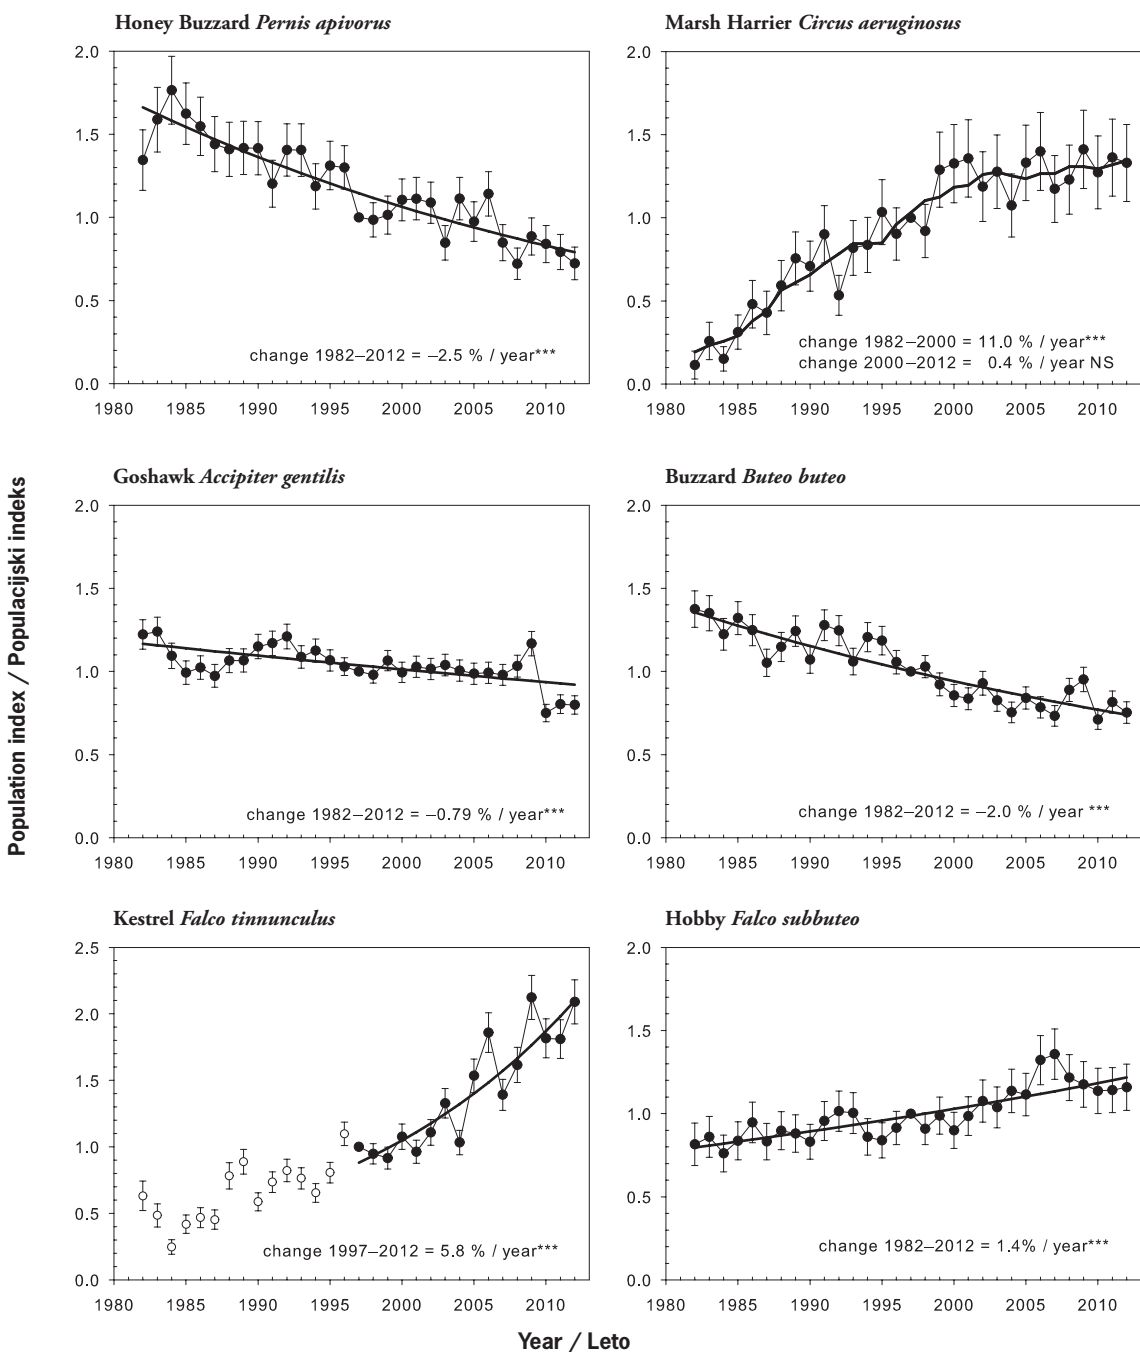 Honey Buzzard Pernis apivorus
2.0
1.5
1.0
0.5
0.0
change 1982–2012 = –2.5 % / year***
1980 1985 1990 1995 2000 2005 2010
Marsh Harrier Circus aeruginosus
2.0
1.5
1.0
0.5
0.0
change 1982–2000 = 11.0 % / year***
change 2000–2012 = 0.4 % / year NS
1980 1985 1990 1995 2000 2005 2010
Population index / Populacijski indeks
Goshawk Accipiter gentilis
2.0
1.5
1.0
0.5
0.0
change 1982–2012 = –0.79 % / year***
1980 1985 1990 1995 2000 2005 2010
Buzzard Buteo buteo
2.0
1.5
1.0
0.5
0.0
change 1982–2012 = –2.0 % / year ***
1980 1985 1990 1995 2000 2005 2010
Kestrel Falco tinnunculus
2.5
2.0
1.5
1.0
0.5
0.0
change 1997–2012 = 5.8 % / year***
1980 1985 1990 1995 2000 2005 2010
Hobby Falco subbuteo
2.0
1.5
1.0
0.5
0.0
change 1982–2012 = 1.4% / year***
1980 1985 1990 1995 2000 2005 2010
Year / Leto